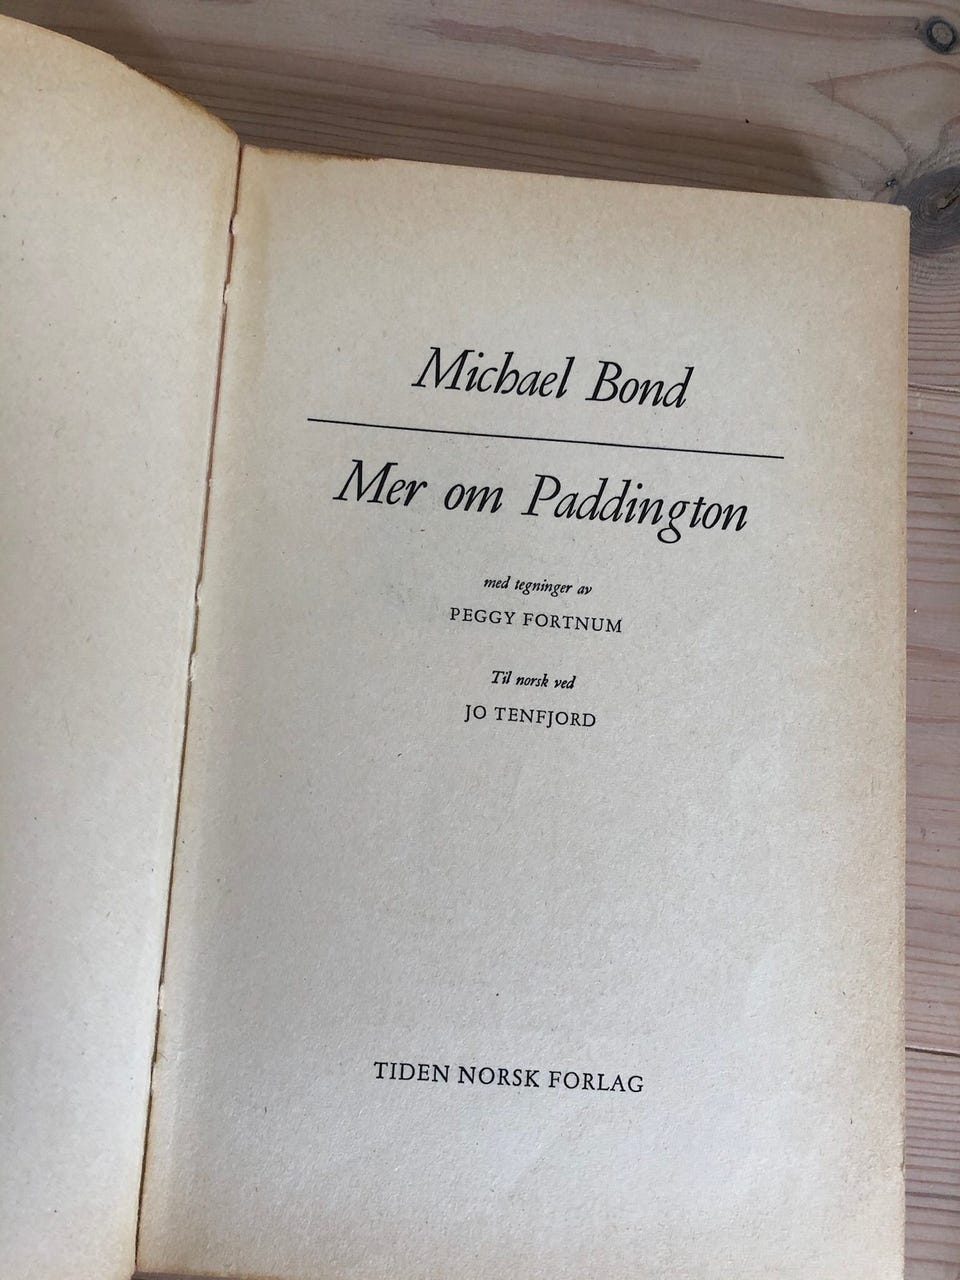 Michael Bond
Mer om Paddington
med tegninger av
PEGGY FORTNUM
Til norsk ved
JO TENFJORD
TIDEN NORSK FORLAG